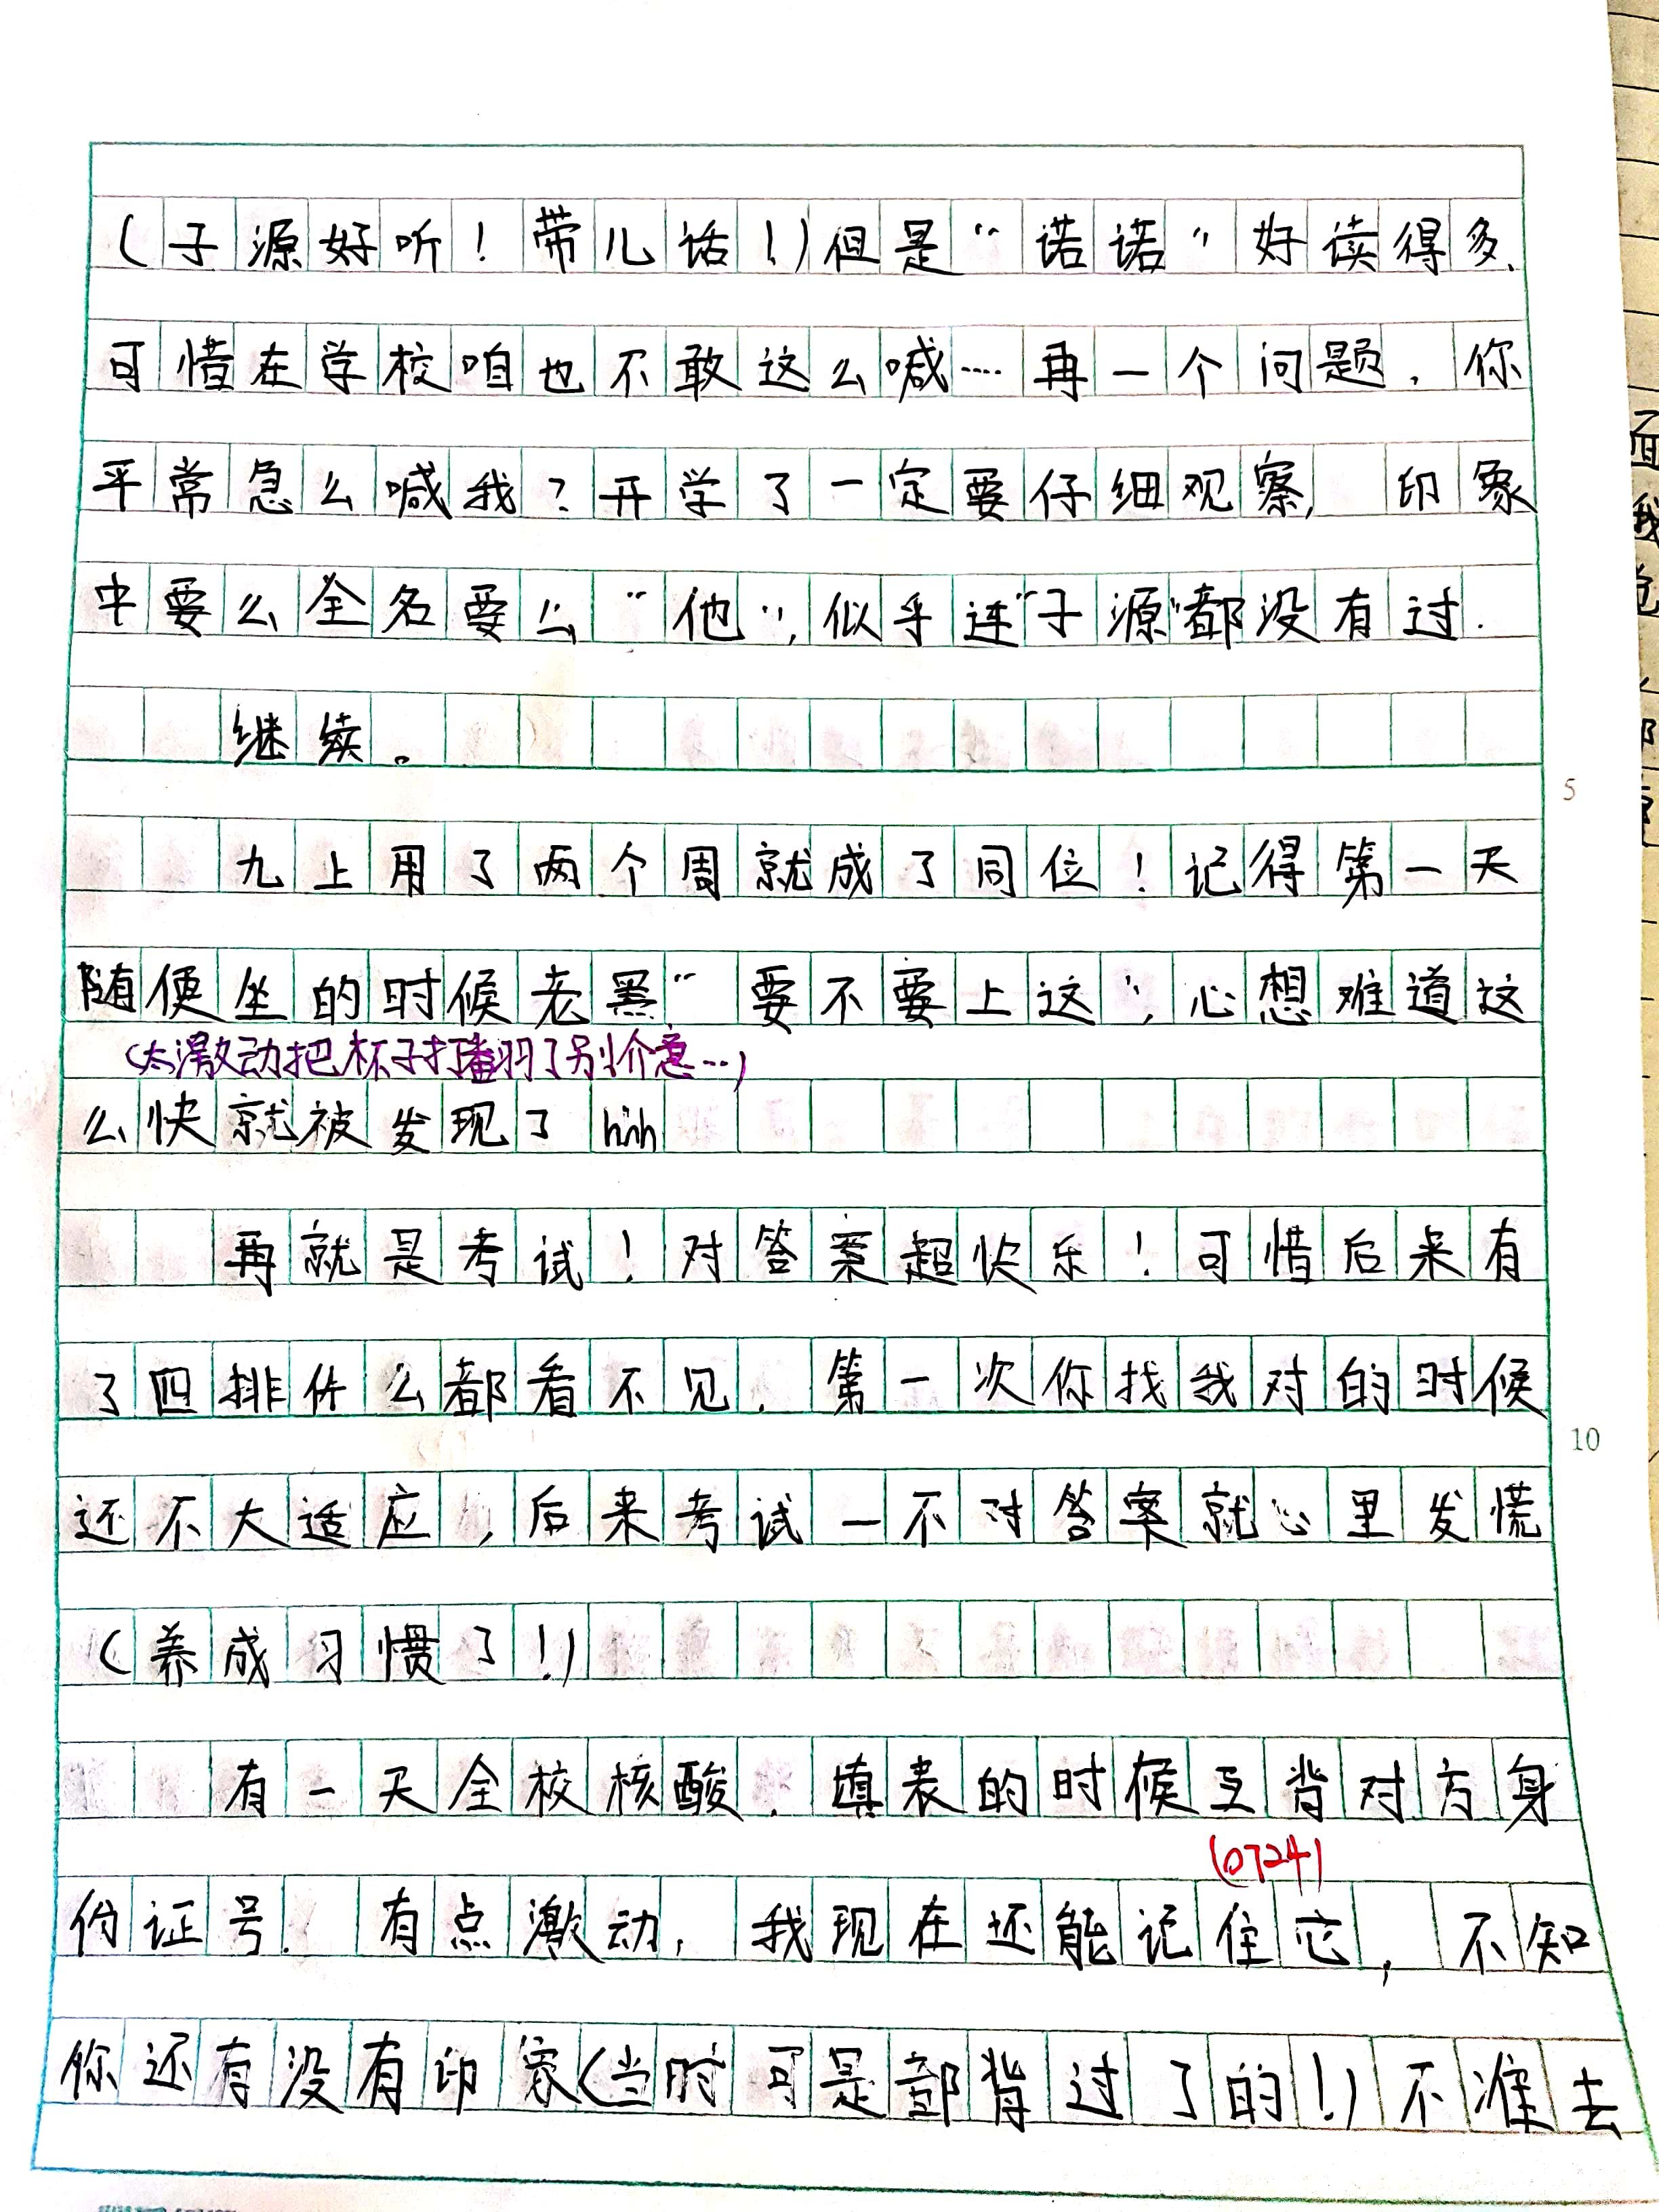 (子源好听！带儿话！)但是“诺诺”好读得多.
可惜在学校咱也不敢这么喊……再一个问题.你
平常怎么喊我？开学了一定要仔细观察,印象
中要么全名要么“他”,似乎连“子源”都没有过.
继续。
5
九上用了两个周就成了同位！记得第一天
随便坐的时候老黑“要不要上这”,心想难道这
(太激动把杯子打翻了别介意…)
么快就被发现了hhh
再就是考试！对答案超快乐！可惜后来有
了四排什么都看不见.第一次你找我对的时候
10
还不大适应,后来考试一不对答案就心里发慌
(养成习惯了!)
有一天全校核酸.填表的时候互背对方身
(0724)
份证号.有点激动,我现在还能记住它,不知
你还有没有印象(当时可是都背过了的!)不准去
面
我